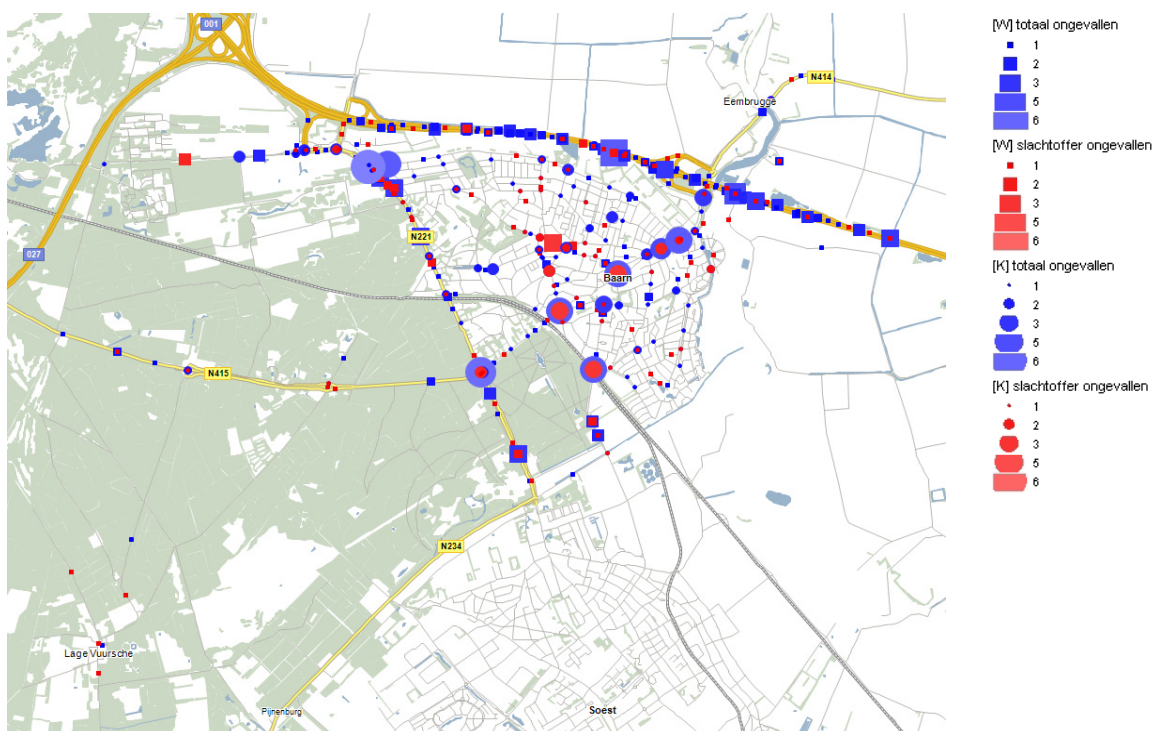 001
N414
Eembrugge
N221
027
Baarn
N415
N234
Lage Vuursche
Pijnenburg
Soest
[W] totaal ongevallen
1
2
3
5
6
[W] slachtoffer ongevallen
1
2
3
5
6
[K] totaal ongevallen
1
2
3
5
6
[K] slachtoffer ongevallen
1
2
3
5
6